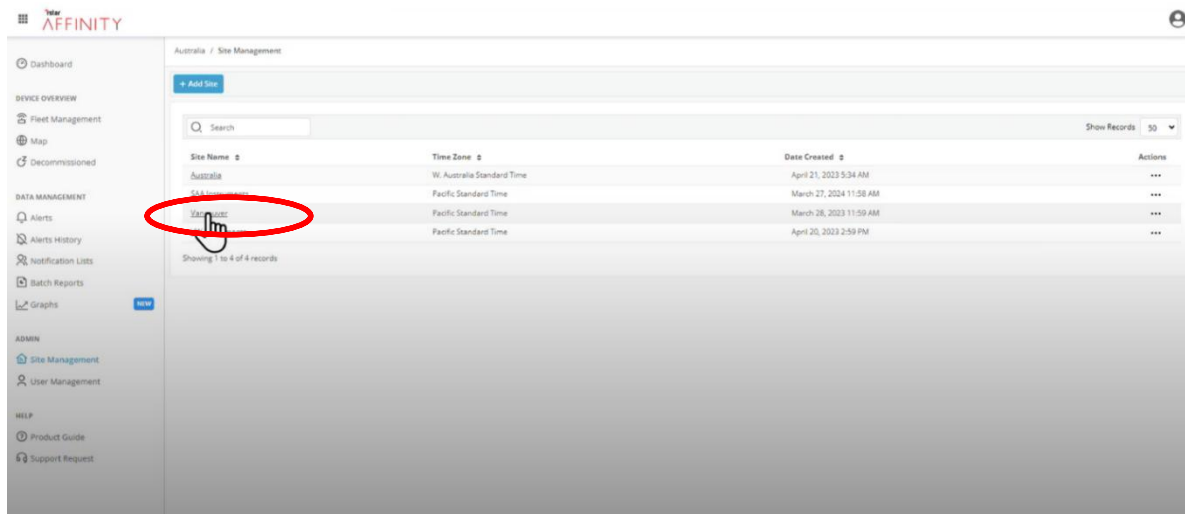 instar
AFFINITY
Australia / Site Management
Dashboard
+ Add Site
DEVICE OVERVIEW
Fleet Management
Map
Decommissioned
DATA MANAGEMENT
Alerts
Alerts History
Notification Lists
Batch Reports
Graphs NEW
ADMIN
Site Management
User Management
HELP
Product Guide
Support Request
Search
Show Records 50
Site Name Time Zone Date Created Actions
Australia W. Australia Standard Time April 21, 2023 5:34 AM ...
SAA Instruments Pacific Standard Time March 27, 2024 11:58 AM ...
Vancouver Pacific Standard Time March 28, 2023 11:59 AM ...
Pacific Standard Time April 20, 2023 2:59 PM ...
Showing 1 to 4 of 4 records